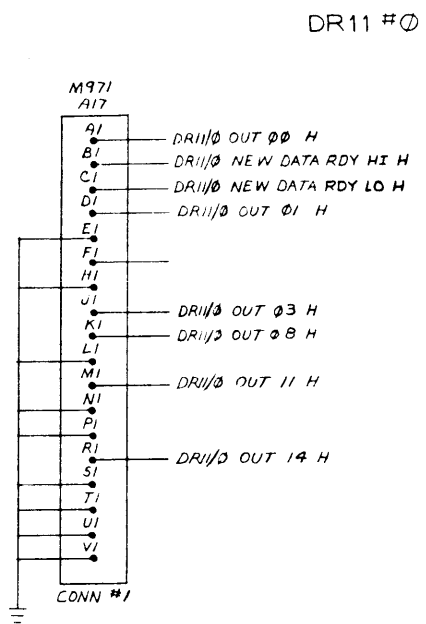 DR11 #Ø
M971
A17
A1
DR11/Ø OUT ØØ H
B1
DR11/Ø NEW DATA RDY HI H
C1
DR11/Ø NEW DATA RDY LO H
D1
DR11/Ø OUT Ø1 H
E1
F1
H1
J1
DR11/Ø OUT Ø3 H
K1
DR11/Ø OUT Ø8 H
L1
M1
DR11/Ø OUT 11 H
N1
P1
R1
DR11/Ø OUT 14 H
S1
T1
U1
V1
CONN #1